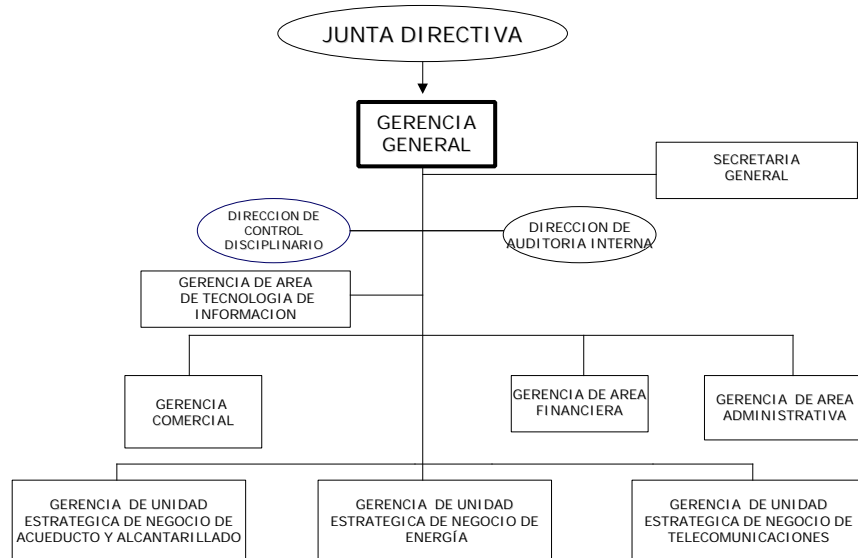 JUNTA DIRECTIVA
GERENCIA
GENERAL
SECRETARIA
GENERAL
DIRECCION DE
CONTROL
DISCIPLINARIO
DIRECCION DE
AUDITORIA INTERNA
GERENCIA DE AREA
DE TECNOLOGIA DE
INFORMACION
GERENCIA
COMERCIAL
GERENCIA DE AREA
FINANCIERA
GERENCIA DE AREA
ADMINISTRATIVA
GERENCIA DE UNIDAD
ESTRATEGICA DE NEGOCIO DE
ACUEDUCTO Y ALCANTARILLADO
GERENCIA DE UNIDAD
ESTRATEGICA DE NEGOCIO DE
ENERGÍA
GERENCIA DE UNIDAD
ESTRATEGICA DE NEGOCIO DE
TELECOMUNICACIONES